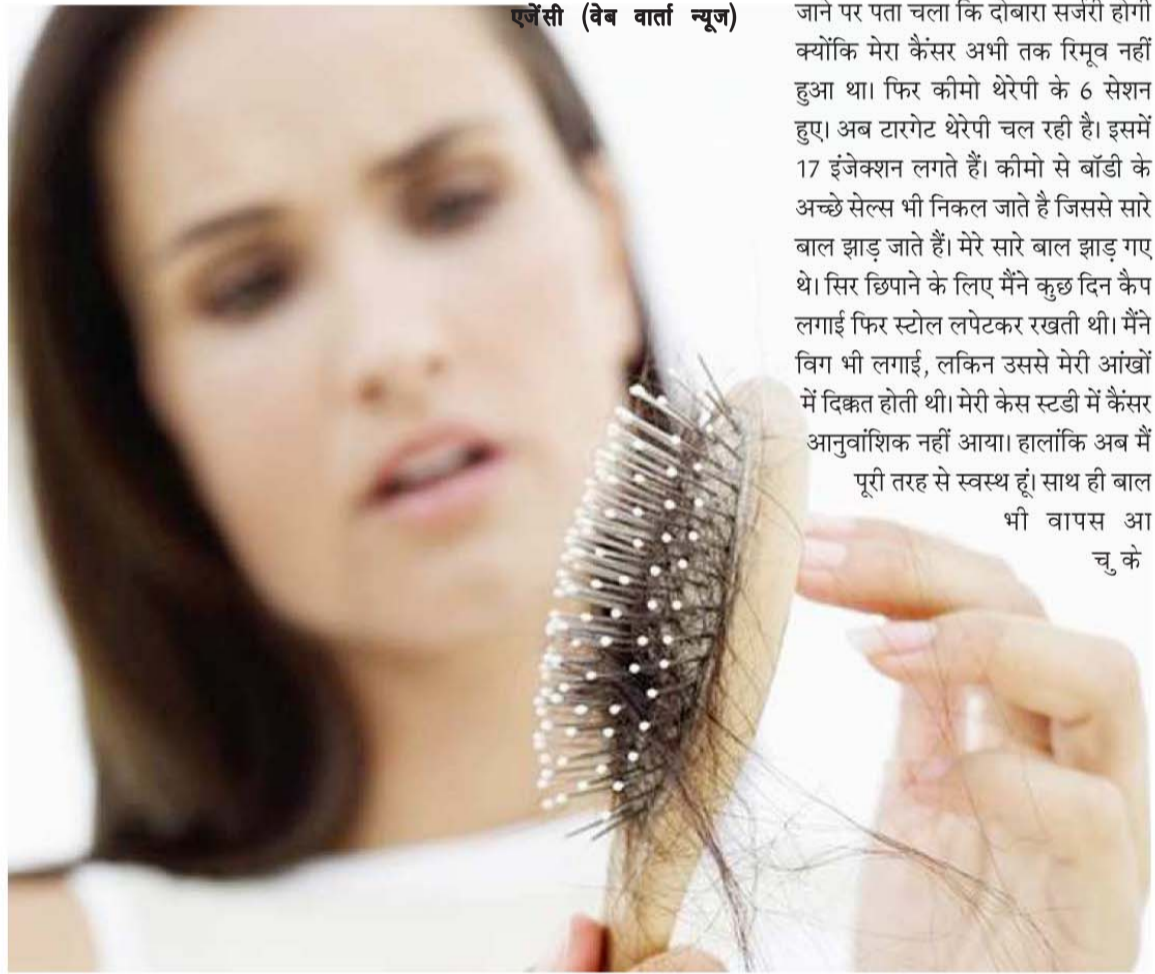 एजेंसी (वेब वार्ता न्यूज)
जाने पर पता चला कि दोबारा सर्जरी होगी
क्योंकि मेरा कैंसर अभी तक रिमूव नहीं
हुआ था। फिर कीमो थेरेपी के 6 सेशन
हुए। अब टारगेट थेरेपी चल रही है। इसमें
17 इंजेक्शन लगते हैं। कीमो से बॉडी के
अच्छे सेल्स भी निकल जाते है जिससे सारे
बाल झाड़ जाते हैं। मेरे सारे बाल झाड़ गए
थे। सिर छिपाने के लिए मैंने कुछ दिन कैप
लगाई फिर स्टोल लपेटकर रखती थी। मैंने
विग भी लगाई, लकिन उससे मेरी आंखों
में दिक्कत होती थी। मेरी केस स्टडी में कैंसर
आनुवांशिक नहीं आया। हालांकि अब मैं
पूरी तरह से स्वस्थ हूं। साथ ही बाल
भी वापस आ
चुके